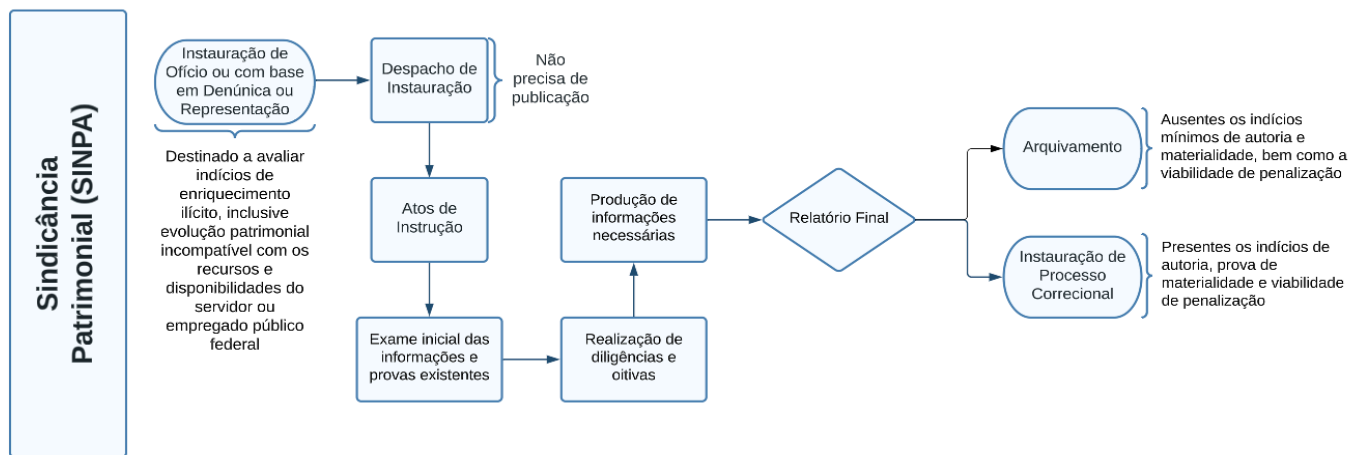 Sindicância
Patrimonial (SINPA)
Instauração de
Ofício ou com base
em Denúnica ou
Representação
Destinado a avaliar
indícios de
enriquecimento
ilícito, inclusive
evolução patrimonial
incompatível com os
recursos e
disponibilidades do
servidor ou
empregado público
federal
Despacho de
Instauração
Não
precisa de
publicação
Atos de
Instrução
Exame inicial das
informações e
provas existentes
Realização de
diligências e
oitivas
Produção de
informações
necessárias
Relatório Final
Arquivamento
Ausentes os indícios
mínimos de autoria e
materialidade, bem como a
viabilidade de penalização
Instauração de
Processo
Correcional
Presentes os indícios de
autoria, prova de
materialidade e viabilidade
de penalização